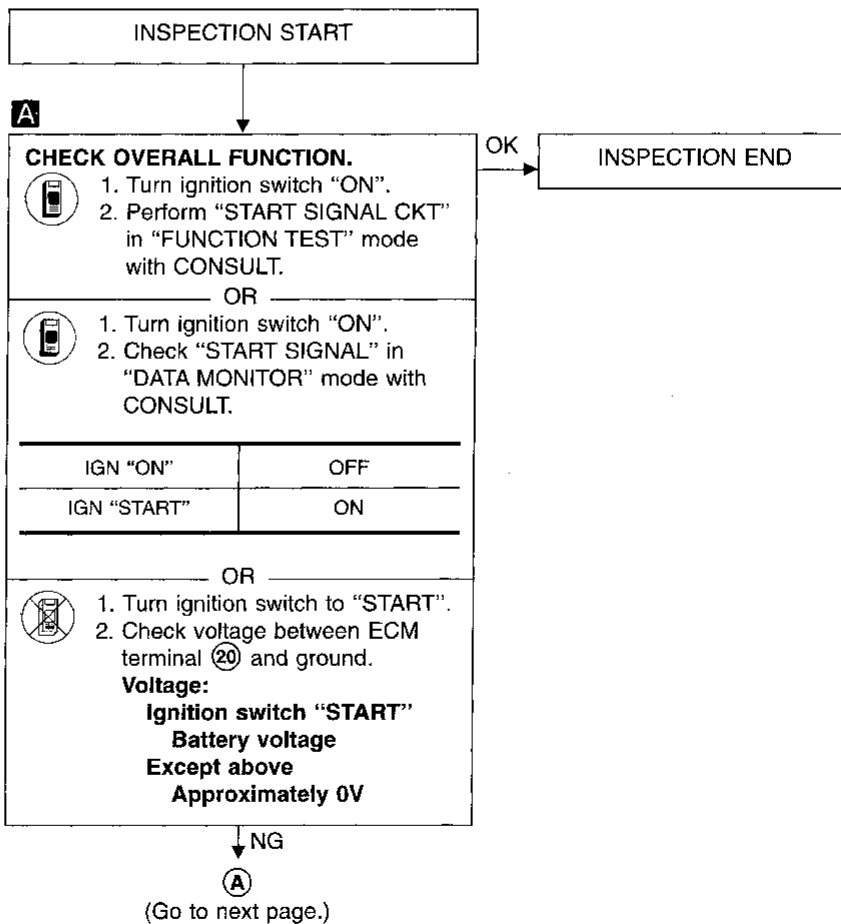 INSPECTION START
A
CHECK OVERALL FUNCTION.
1. Turn ignition switch “ON”.
2. Perform “START SIGNAL CKT”
in “FUNCTION TEST” mode
with CONSULT.
OR
1. Turn ignition switch “ON”.
2. Check “START SIGNAL” in
“DATA MONITOR” mode with
CONSULT.
IGN “ON” OFF
IGN “START” ON
OR
1. Turn ignition switch to “START”.
2. Check voltage between ECM
terminal 20 and ground.
Voltage:
Ignition switch “START”
Battery voltage
Except above
Approximately 0V
OK
INSPECTION END
NG
A
(Go to next page.)